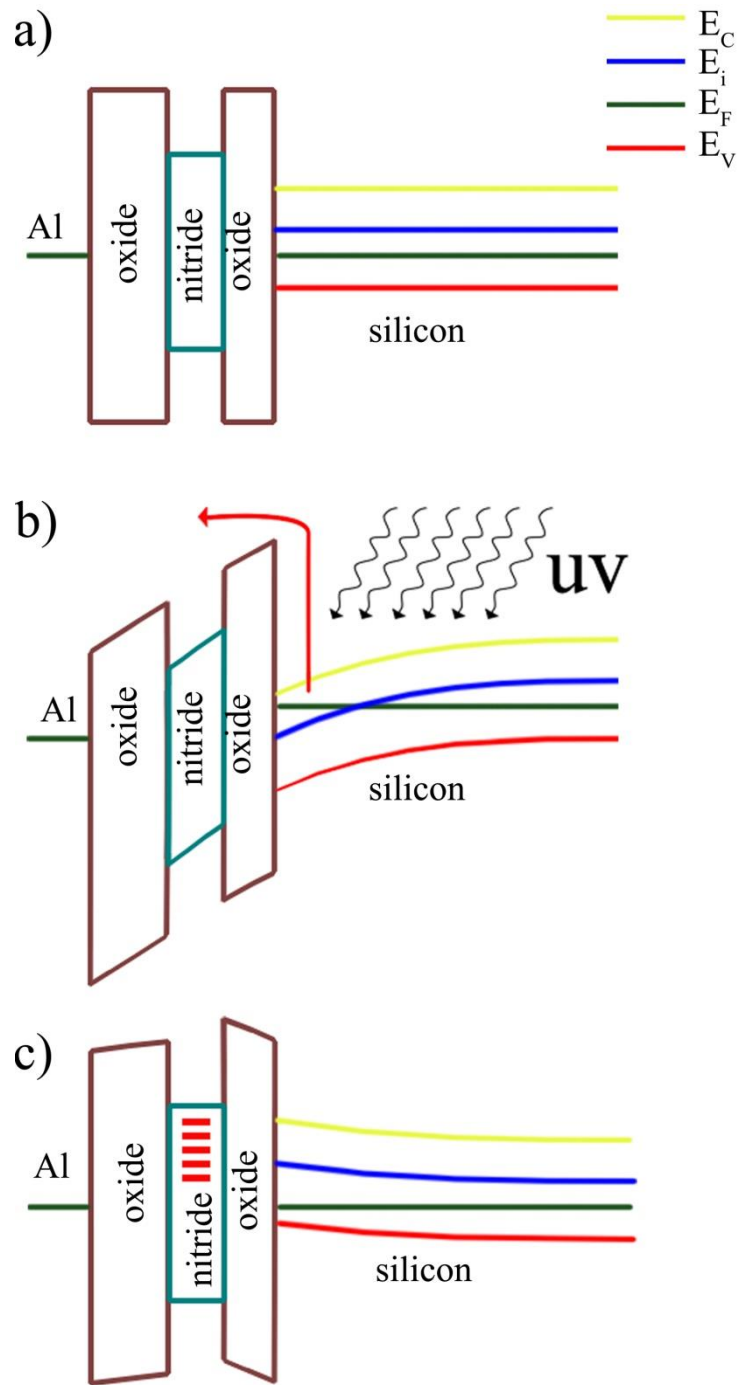 a)
E_C
E_i
E_F
E_V
Al
oxide
nitride
oxide
silicon
b)
uv
Al
oxide
nitride
oxide
silicon
c)
Al
oxide
nitride
oxide
silicon